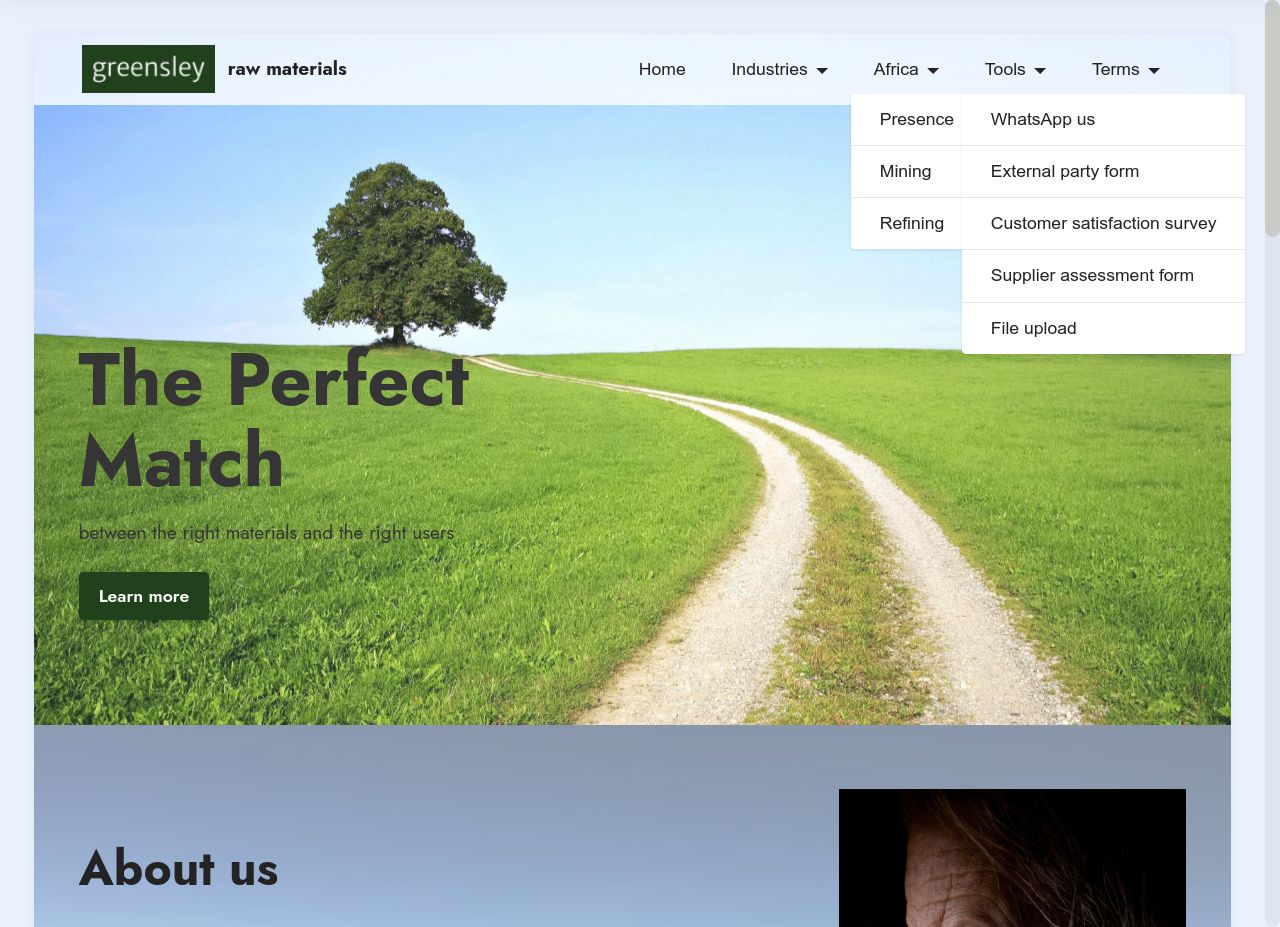 greensley raw materials Home Industries Africa Tools Terms
Presence
Mining
Refining
WhatsApp us
External party form
Customer satisfaction survey
Supplier assessment form
File upload
The Perfect
Match
between the right materials and the right users
Learn more
About us